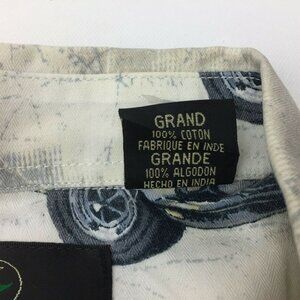 GRAND
100% COTON
FABRIQUE EN INDE
GRANDE
100% ALGODON
HECHO EN INDIA